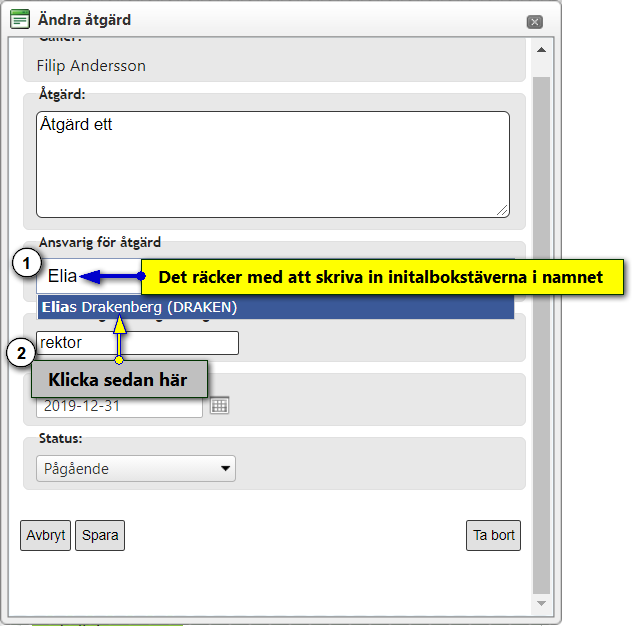 Ändra åtgärd
Gäller:
Filip Andersson
Åtgärd:
Åtgärd ett
Ansvarig för åtgärd
1
Elia
Det räcker med att skriva in initalbokstäverna i namnet
Elias Drakenberg (DRAKEN)
rektor
2
Klicka sedan här
2019-12-31
Status:
Pågående
Avbryt
Spara
Ta bort